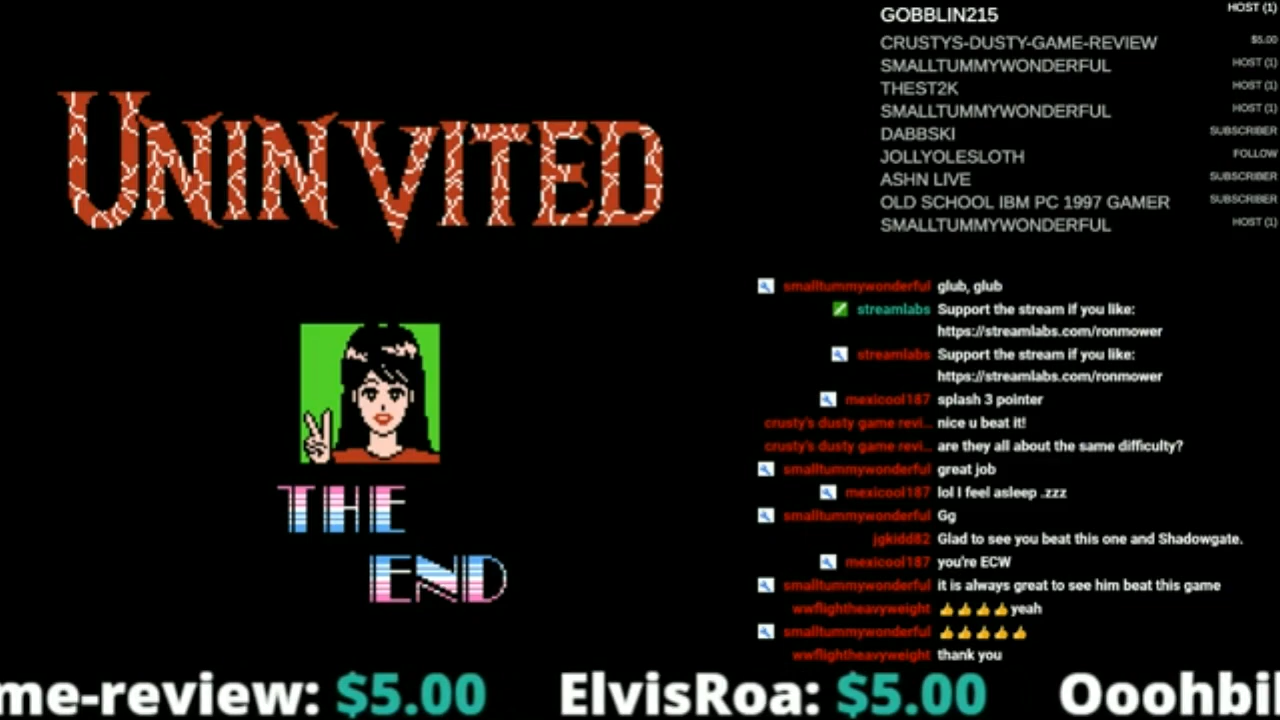 UNINVITED
THE
END
GOBBLIN215 HOST (1)
CRUSTYS-DUSTY-GAME-REVIEW $5.00
SMALLTUMMYWONDERFUL HOST (1)
THEST2K HOST (1)
SMALLTUMMYWONDERFUL HOST (1)
DABBSKI SUBSCRIBER
JOLLYOLESLOTH FOLLOW
ASHN LIVE SUBSCRIBER
OLD SCHOOL IBM PC 1997 GAMER SUBSCRIBER
SMALLTUMMYWONDERFUL HOST (1)
smalltummywonderful glub, glub
streamlabs Support the stream if you like:
https://streamlabs.com/ronmower
streamlabs Support the stream if you like:
https://streamlabs.com/ronmower
mexicool187 splash 3 pointer
crusty's dusty game revi... nice u beat it!
crusty's dusty game revi... are they all about the same difficulty?
smalltummywonderful great job
mexicool187 lol I feel asleep .zzz
smalltummywonderful Gg
jgkidd82 Glad to see you beat this one and Shadowgate.
mexicool187 you're ECW
smalltummywonderful it is always great to see him beat this game
wwflightheavyweight 👍👍👍👍yeah
smalltummywonderful 👍👍👍👍👍
wwflightheavyweight thank you
me-review: $5.00 ElvisRoa: $5.00 Ooohbil